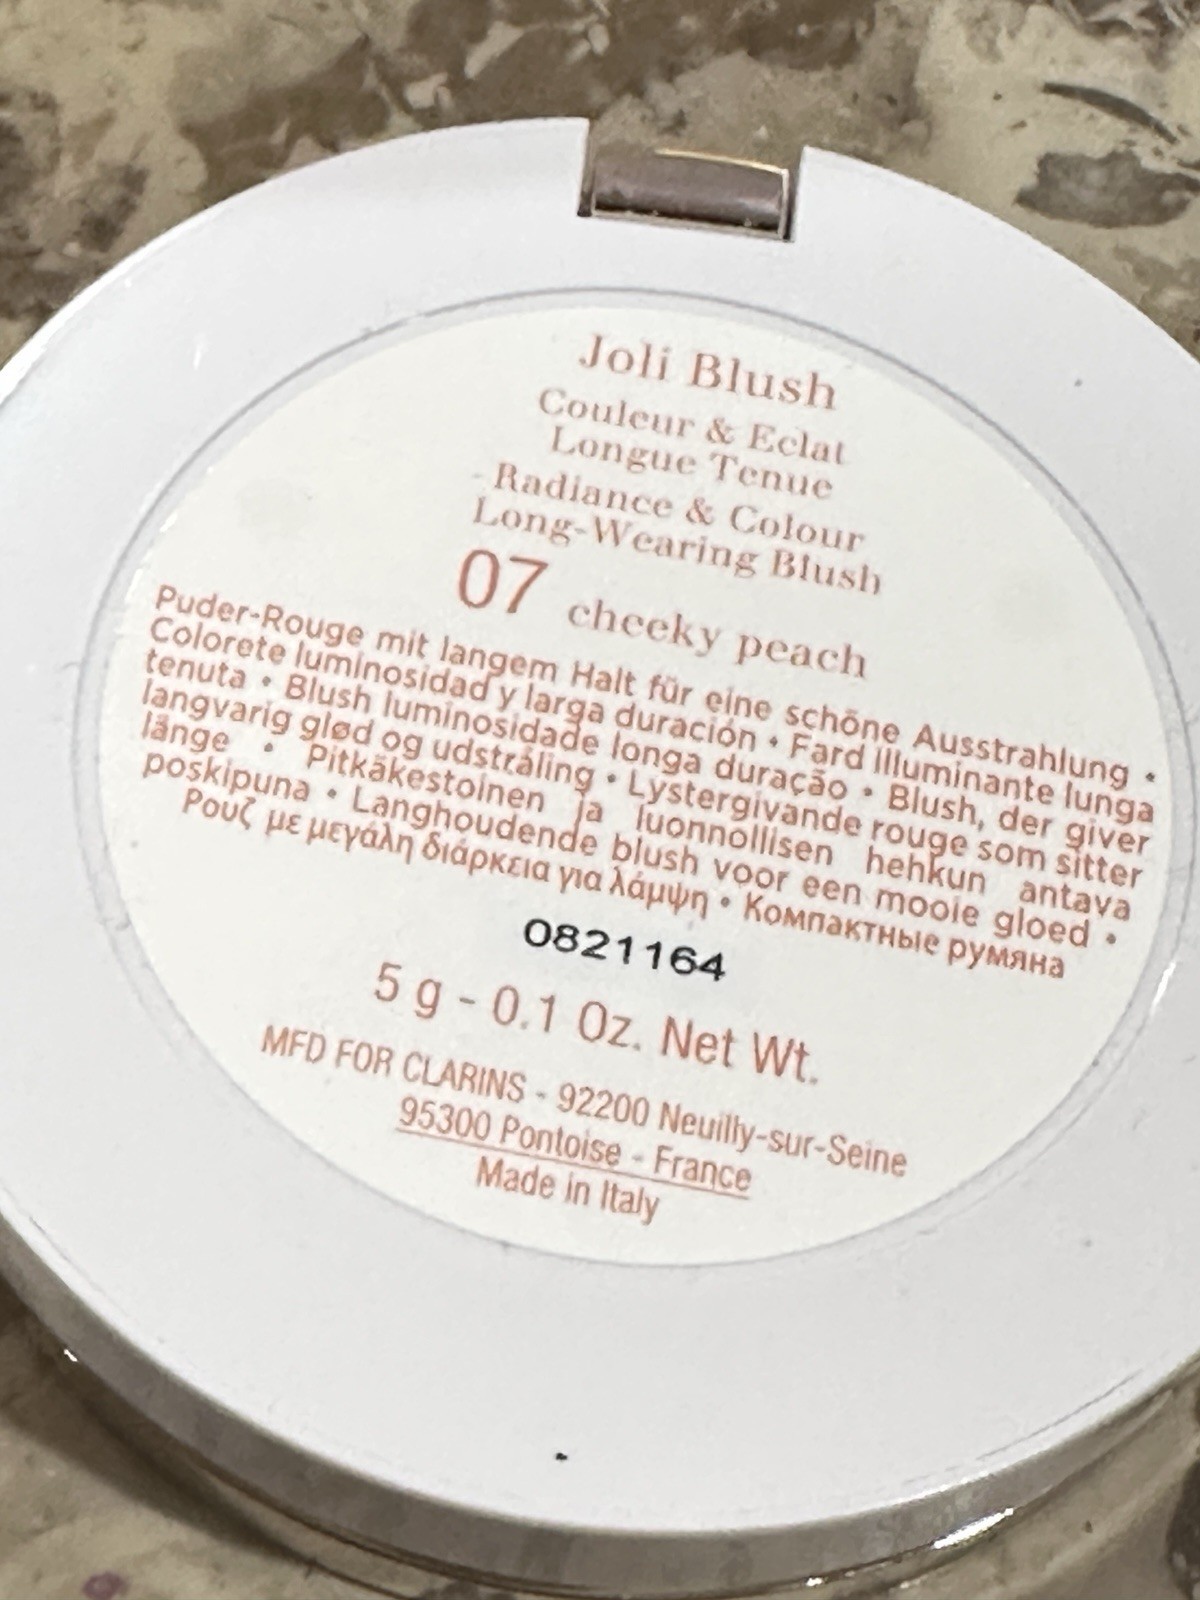 Joli Blush
Couleur & Eclat
Longue Tenue
Radiance & Colour
Long-Wearing Blush
07 cheeky peach
Puder-Rouge mit langem Halt für eine schöne Ausstrahlung •
Colorete luminosidad y larga duración • Fard illuminante lunga
tenuta • Blush luminosidade longa duração • Blush, der giver
langvarig glød og udstråling • Lystergivande rouge som sitter
länge • Pitkäkestoinen ja luonnollisen hehkun antava
poskipuna • Langhoudende blush voor een mooie gloed •
Ρουζ με μεγάλη διάρκεια για λάμψη • Компактные румяна
0821164
5 g - 0.1 Oz. Net Wt.
MFD FOR CLARINS - 92200 Neuilly-sur-Seine
95300 Pontoise - France
Made in Italy